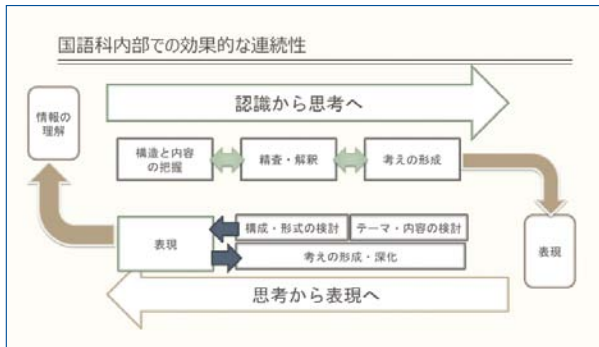 国語科内部での効果的な連続性
認識から思考へ
情報の
理解
構造と内容
の把握
精査・解釈
考えの形成
表現
構成・形式の検討
テーマ・内容の検討
考えの形成・深化
表現
思考から表現へ